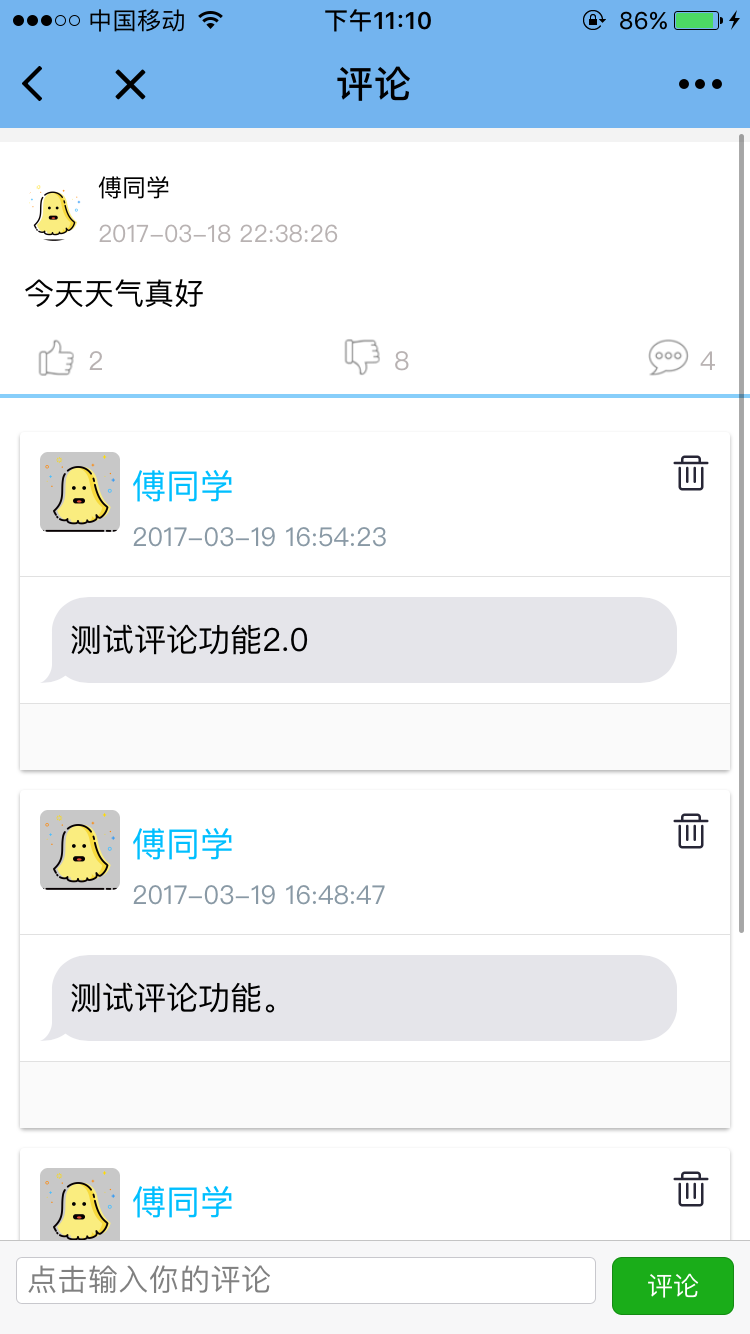 中国移动 下午11:10 86%
评论
傅同学
2017-03-18 22:38:26
今天天气真好
2 8 4
傅同学
2017-03-19 16:54:23
测试评论功能2.0
傅同学
2017-03-19 16:48:47
测试评论功能。
傅同学
点击输入你的评论 评论